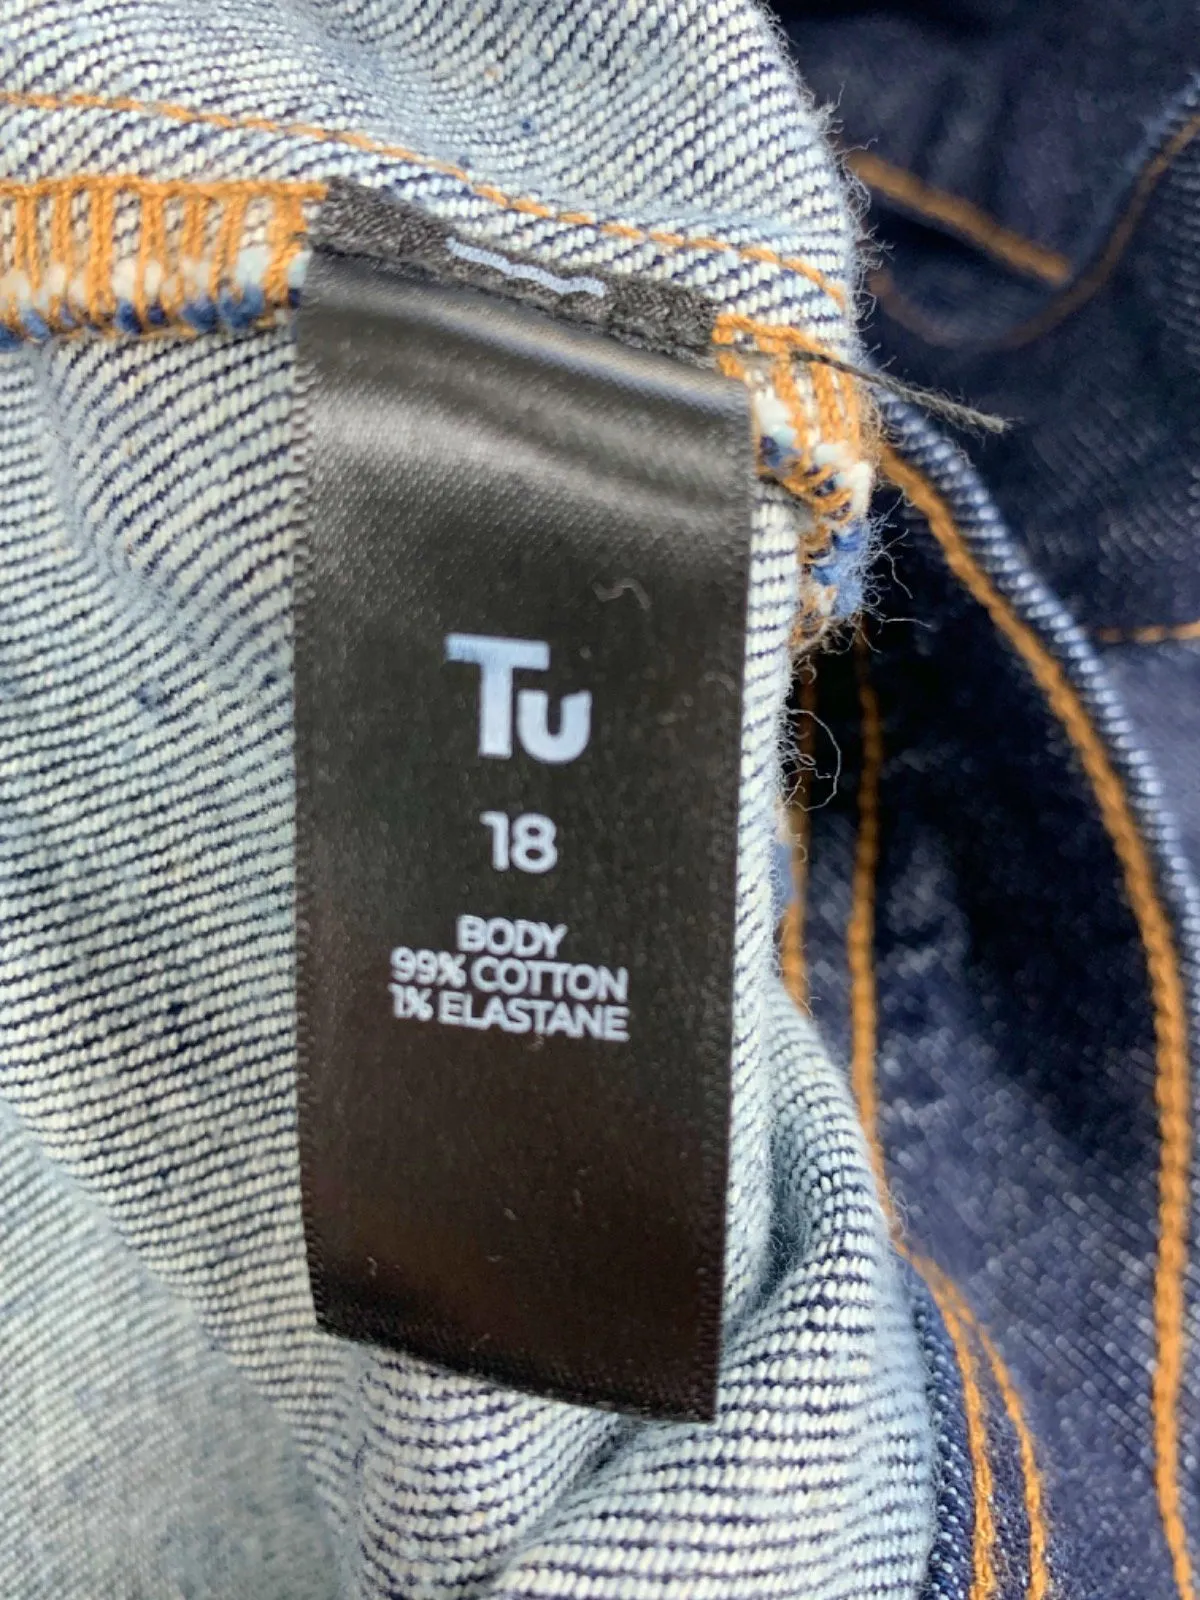 Tu
18
BODY
99% COTTON
1% ELASTANE